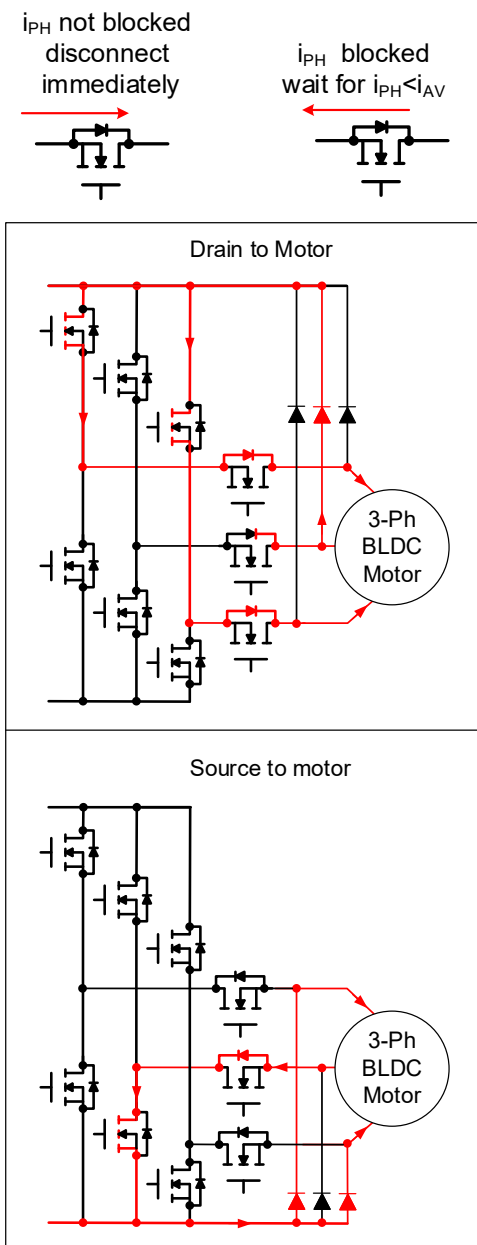 iPH not blocked
disconnect
immediately
iPH blocked
wait for iPH<iAV
Drain to Motor
3-Ph
BLDC
Motor
Source to motor
3-Ph
BLDC
Motor